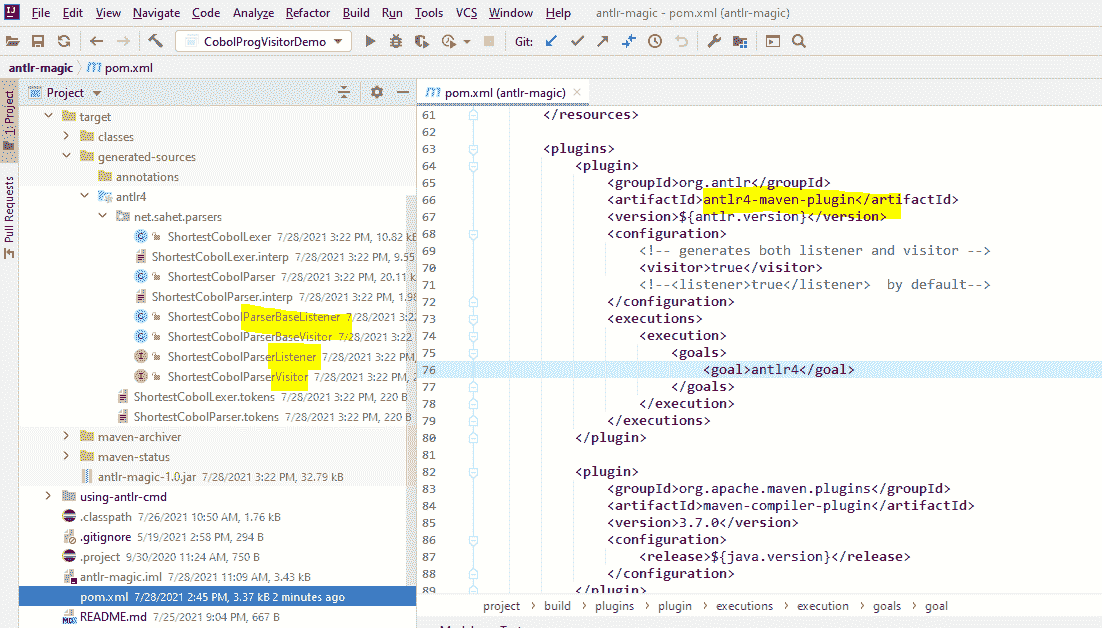 File Edit View Navigate Code Analyze Refactor Build Run Tools VCS Window Help antlr-magic - pom.xml (antlr-magic)
CobolProgVisitorDemo Git:
antlr-magic pom.xml
1: Project
Pull Requests
Project
target
classes
generated-sources
annotations
antlr4
net.sahet.parsers
ShortestCobolLexer 7/28/2021 3:22 PM, 10.82 kB
ShortestCobolLexer.interp 7/28/2021 3:22 PM, 9.55
ShortestCobolParser 7/28/2021 3:22 PM, 20.11 k
ShortestCobolParser.interp 7/28/2021 3:22 PM, 1.98
ShortestCobolParserBaseListener 7/28/2021 3:22
ShortestCobolParserBaseVisitor 7/28/2021 3:22
ShortestCobolParserListener 7/28/2021 3:22 PM,
ShortestCobolParserVisitor 7/28/2021 3:22 PM, 2
ShortestCobolLexer.tokens 7/28/2021 3:22 PM, 220 B
ShortestCobolParser.tokens 7/28/2021 3:22 PM, 220 B
maven-archiver
maven-status
antlr-magic-1.0.jar 7/28/2021 3:22 PM, 32.79 kB
using-antlr-cmd
.classpath 7/26/2021 10:50 AM, 1.76 kB
.gitignore 5/19/2021 2:58 PM, 294 B
.project 9/30/2020 11:24 AM, 750 B
antlr-magic.iml 7/28/2021 11:09 AM, 3.43 kB
pom.xml 7/28/2021 2:45 PM, 3.37 kB 2 minutes ago
README.md 7/25/2021 9:04 PM, 667 B
pom.xml (antlr-magic)
61 </resources>
62
63 <plugins>
64 <plugin>
65 <groupId>org.antlr</groupId>
66 <artifactId>antlr4-maven-plugin</artifactId>
67 <version>${antlr.version}</version>
68 <configuration>
69 <!-- generates both listener and visitor -->
70 <visitor>true</visitor>
71 <!--<listener>true</listener> by default-->
72 </configuration>
73 <executions>
74 <execution>
75 <goals>
76 <goal>antlr4</goal>
77 </goals>
78 </execution>
79 </executions>
80 </plugin>
81
82 <plugin>
83 <groupId>org.apache.maven.plugins</groupId>
84 <artifactId>maven-compiler-plugin</artifactId>
85 <version>3.7.0</version>
86 <configuration>
87 <release>${java.version}</release>
88 </configuration>
89 </plugin>
project build plugins plugin executions execution goals goal